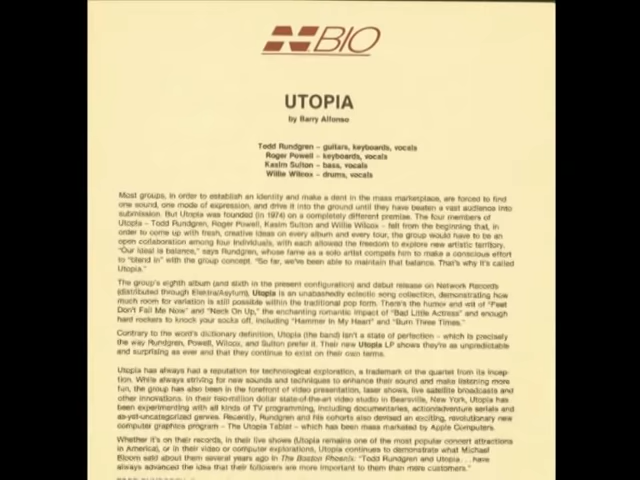 N BIO
UTOPIA
by Barry Alfonso
Todd Rundgren – guitars, keyboards, vocals
Roger Powell – keyboards, vocals
Kasim Sulton – bass, vocals
Willie Wilcox – drums, vocals
Most groups, in order to establish an identity and make a dent in the mass marketplace, are forced to find
one sound, one mode of expression, and drive it into the ground until they have beaten a vast audience into
submission. But Utopia was founded (in 1974) on a completely different premise. The four members of
Utopia – Todd Rundgren, Roger Powell, Kasim Sulton and Willie Wilcox – felt from the beginning that, in
order to come up with fresh, creative ideas on every album and every tour, the group would have to be an
open collaboration among four individuals, with each allowed the freedom to explore new artistic territory.
"Our ideal is balance," says Rundgren, whose fame as a solo artist compels him to make a conscious effort
to "blend in" with the group concept. "So far, we've been able to maintain that balance. That's why it's called
Utopia."
The group's eighth album (and sixth in the present configuration) and debut release on Network Records
(distributed through Elektra/Asylum), Utopia is an unabashedly eclectic song collection, demonstrating how
much room for variation is still possible within the traditional pop form. There's the humor and wit of "Feet
Don't Fail Me Now" and "Neck On Up," the enchanting romantic impact of "Bad Little Actress" and enough
hard rockers to knock your socks off, including "Hammer In My Heart" and "Burn Three Times."
Contrary to the word's dictionary definition, Utopia (the band) isn't a state of perfection – which is precisely
the way Rundgren, Powell, Wilcox, and Sulton prefer it. Their new Utopia LP shows they're as unpredictable
and surprising as ever and that they continue to exist on their own terms.
Utopia has always had a reputation for technological exploration, a trademark of the quartet from its incep-
tion. While always striving for new sounds and techniques to enhance their sound and make listening more
fun, the group has also been in the forefront of video presentation, laser shows, live satellite broadcasts and
other innovations. In their two-million dollar state-of-the-art video studio in Bearsville, New York, Utopia has
been experimenting with all kinds of TV programming, including documentaries, action/adventure serials and
as-yet-uncategorized genres. Recently, Rundgren and his cohorts also devised an exciting, revolutionary new
computer graphics program – The Utopia Tablet – which has been mass marketed by Apple Computers.
Whether it's on their records, in their live shows (Utopia remains one of the most popular concert attractions
in America), or in their video or computer explorations, Utopia continues to demonstrate what Michael
Bloom said about them several years ago in The Boston Phoenix: "Todd Rundgren and Utopia. . .have
always advanced the idea that their followers are more important to them than mere customers."